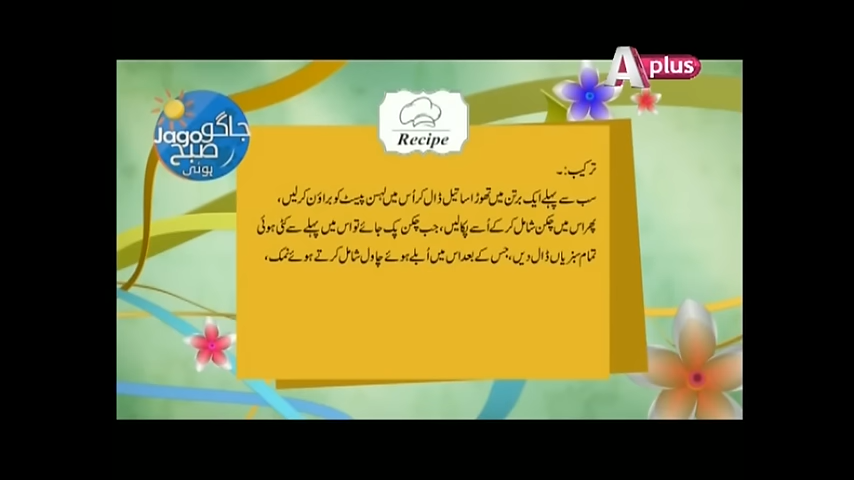 A plus
جاگو
Jago
صبح
ہوئی
Recipe
ترکیب:۔
سب سے پہلے ایک برتن میں تھوڑا سا تیل ڈال کر اُس میں لہسن پیسٹ کو براؤن کر لیں،
پھر اس میں چکن شامل کر کے اُسے پکالیں، جب چکن پک جائے تو اس میں پہلے سے کٹی ہوئی
تمام سبزیاں ڈال دیں، جس کے بعد اس میں اُبلے ہوئے چاول شامل کرتے ہوئے نمک،